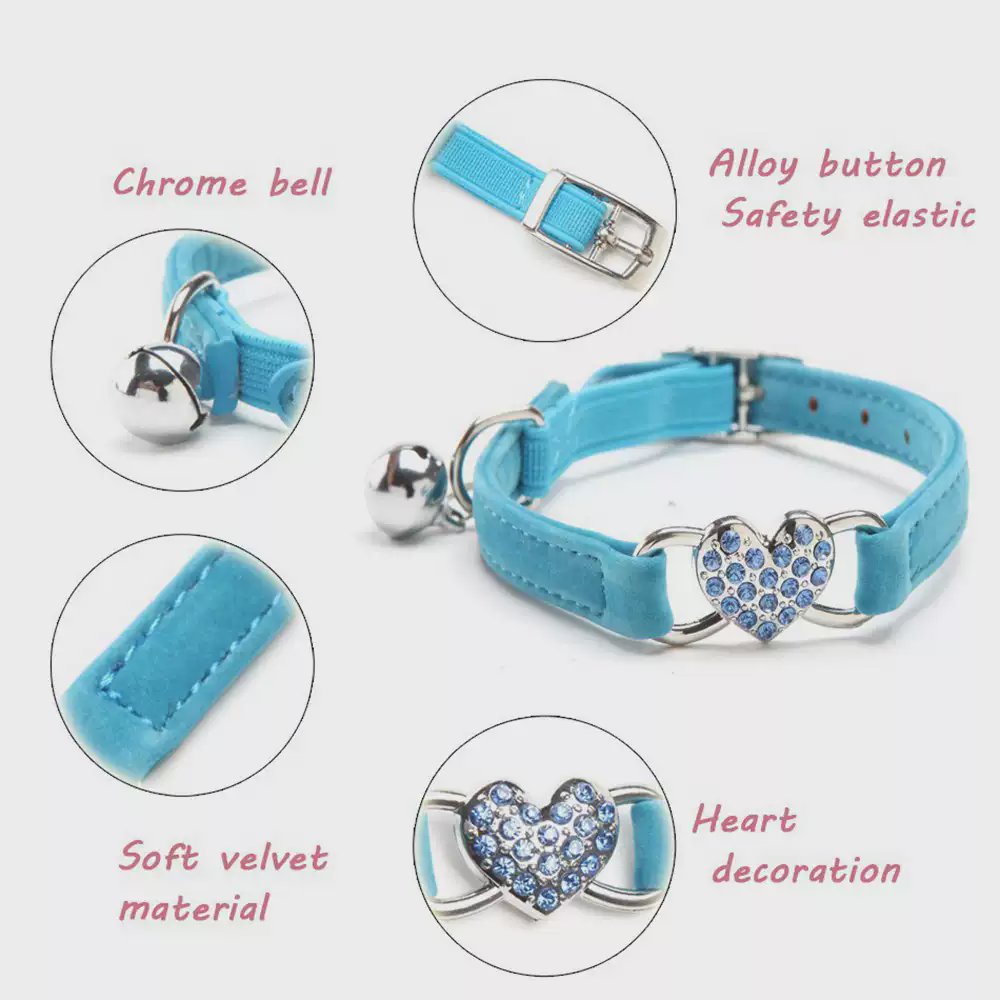 Chrome bell
Alloy button
Safety elastic
Soft velvet
material
Heart
decoration